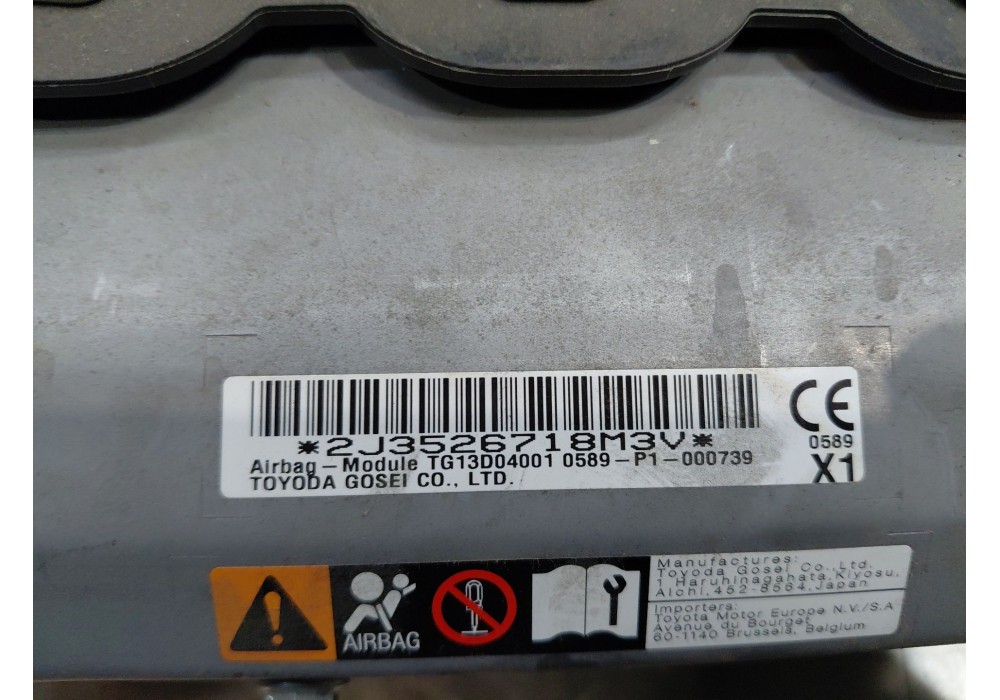 *2J3526718M3V*
Airbag-Module TG13D04001 0589-P1-000739
TOYODA GOSEI CO., LTD.
CE
0589
X1
AIRBAG
Manufactures:
Toyoda Gosei Co.,Ltd.
1 Haruhinagahata,Kiyosu,
Aichi,452-8564,Japan
Importers:
Toyota Motor Europe N.V./S.A
Avenue du Bourget
60-1140 Brussels, Belgium